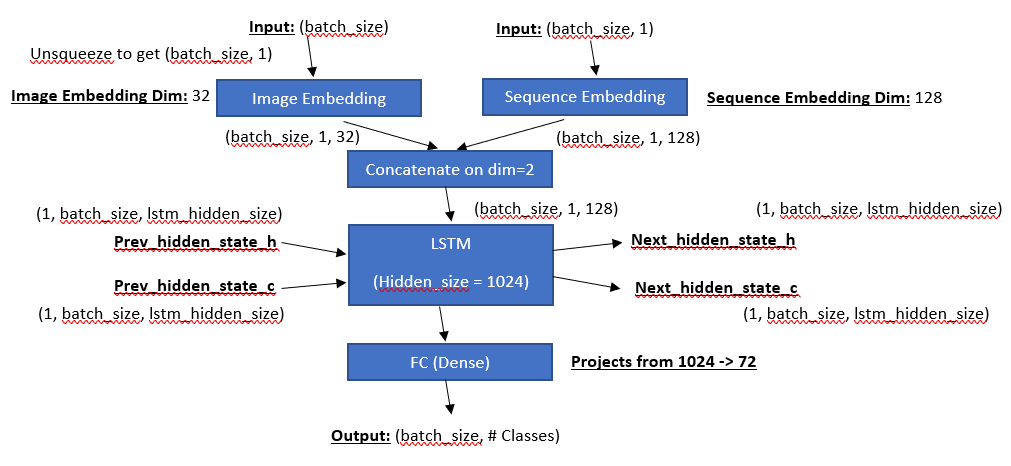 Input: (batch_size)
Input: (batch_size, 1)
Unsqueeze to get (batch_size, 1)
Image Embedding Dim: 32
Image Embedding
Sequence Embedding
Sequence Embedding Dim: 128
(batch_size, 1, 32)
(batch_size, 1, 128)
Concatenate on dim=2
(batch_size, 1, 128)
(1, batch_size, lstm_hidden_size)
(1, batch_size, lstm_hidden_size)
Prev_hidden_state_h
LSTM
Next_hidden_state_h
(Hidden_size = 1024)
Prev_hidden_state_c
Next_hidden_state_c
(1, batch_size, lstm_hidden_size)
(1, batch_size, lstm_hidden_size)
FC (Dense)
Projects from 1024 -> 72
Output: (batch_size, # Classes)